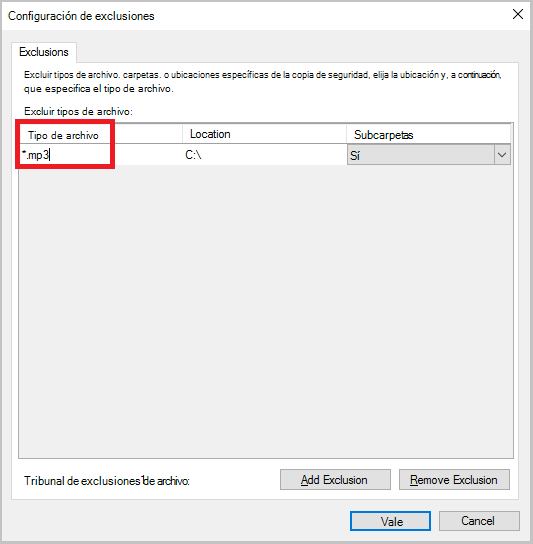 Configuración de exclusiones
Exclusions
Excluir tipos de archivo. carpetas. o ubicaciones específicas de la copia de seguridad, elija la ubicación y, a continuación,
que especifica el tipo de archivo.
Excluir tipos de archivo:
Tipo de archivo Location Subcarpetas
*.mp3 C:\ Sí
Tribunal de exclusiones 1 de archivo:
Add Exclusion Remove Exclusion
Vale Cancel